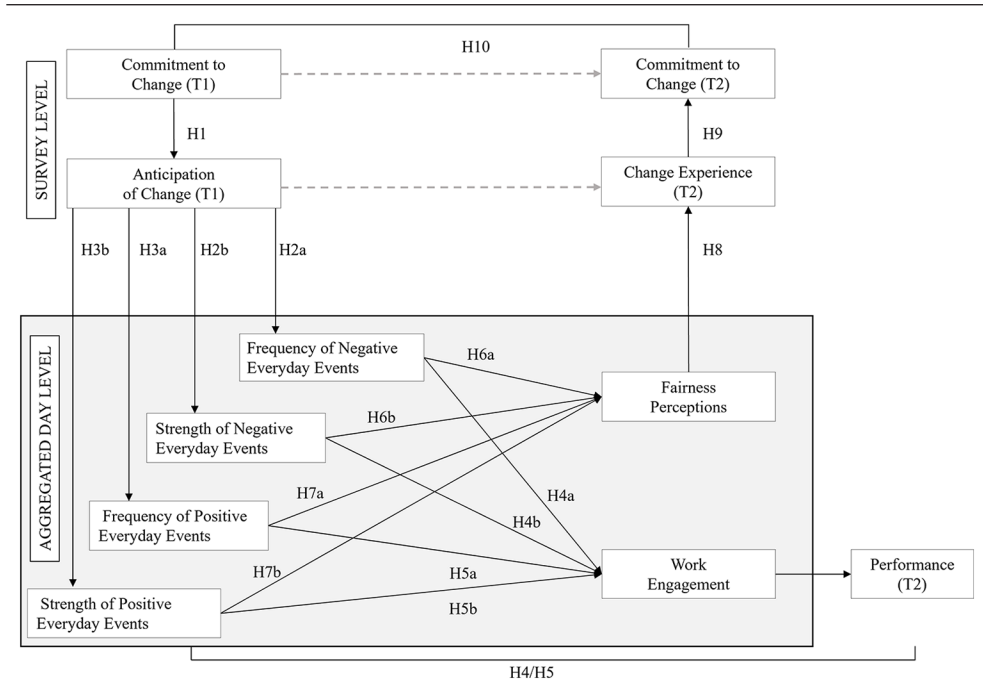 H10
Commitment to
Change (T1)
Commitment to
Change (T2)
SURVEY LEVEL
H1
H9
Anticipation
of Change (T1)
Change Experience
(T2)
H3b
H3a
H2b
H2a
H8
AGGREGATED DAY LEVEL
Frequency of Negative
Everyday Events
H6a
Fairness
Perceptions
Strength of Negative
Everyday Events
H6b
H7a
H4a
Frequency of Positive
Everyday Events
H4b
H7b
H5a
Work
Engagement
Performance
(T2)
Strength of Positive
Everyday Events
H5b
H4/H5